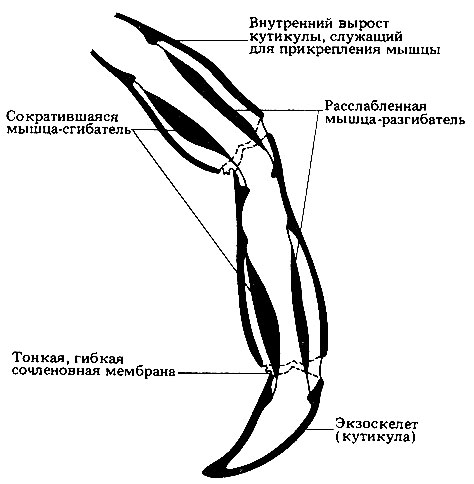 Внутренний вырост
кутикулы, служащий
для прикрепления мышцы
Сократившаяся
мышца-сгибатель
Расслабленная
мышца-разгибатель
Тонкая, гибкая
сочленовная мембрана
Экзоскелет
(кутикула)